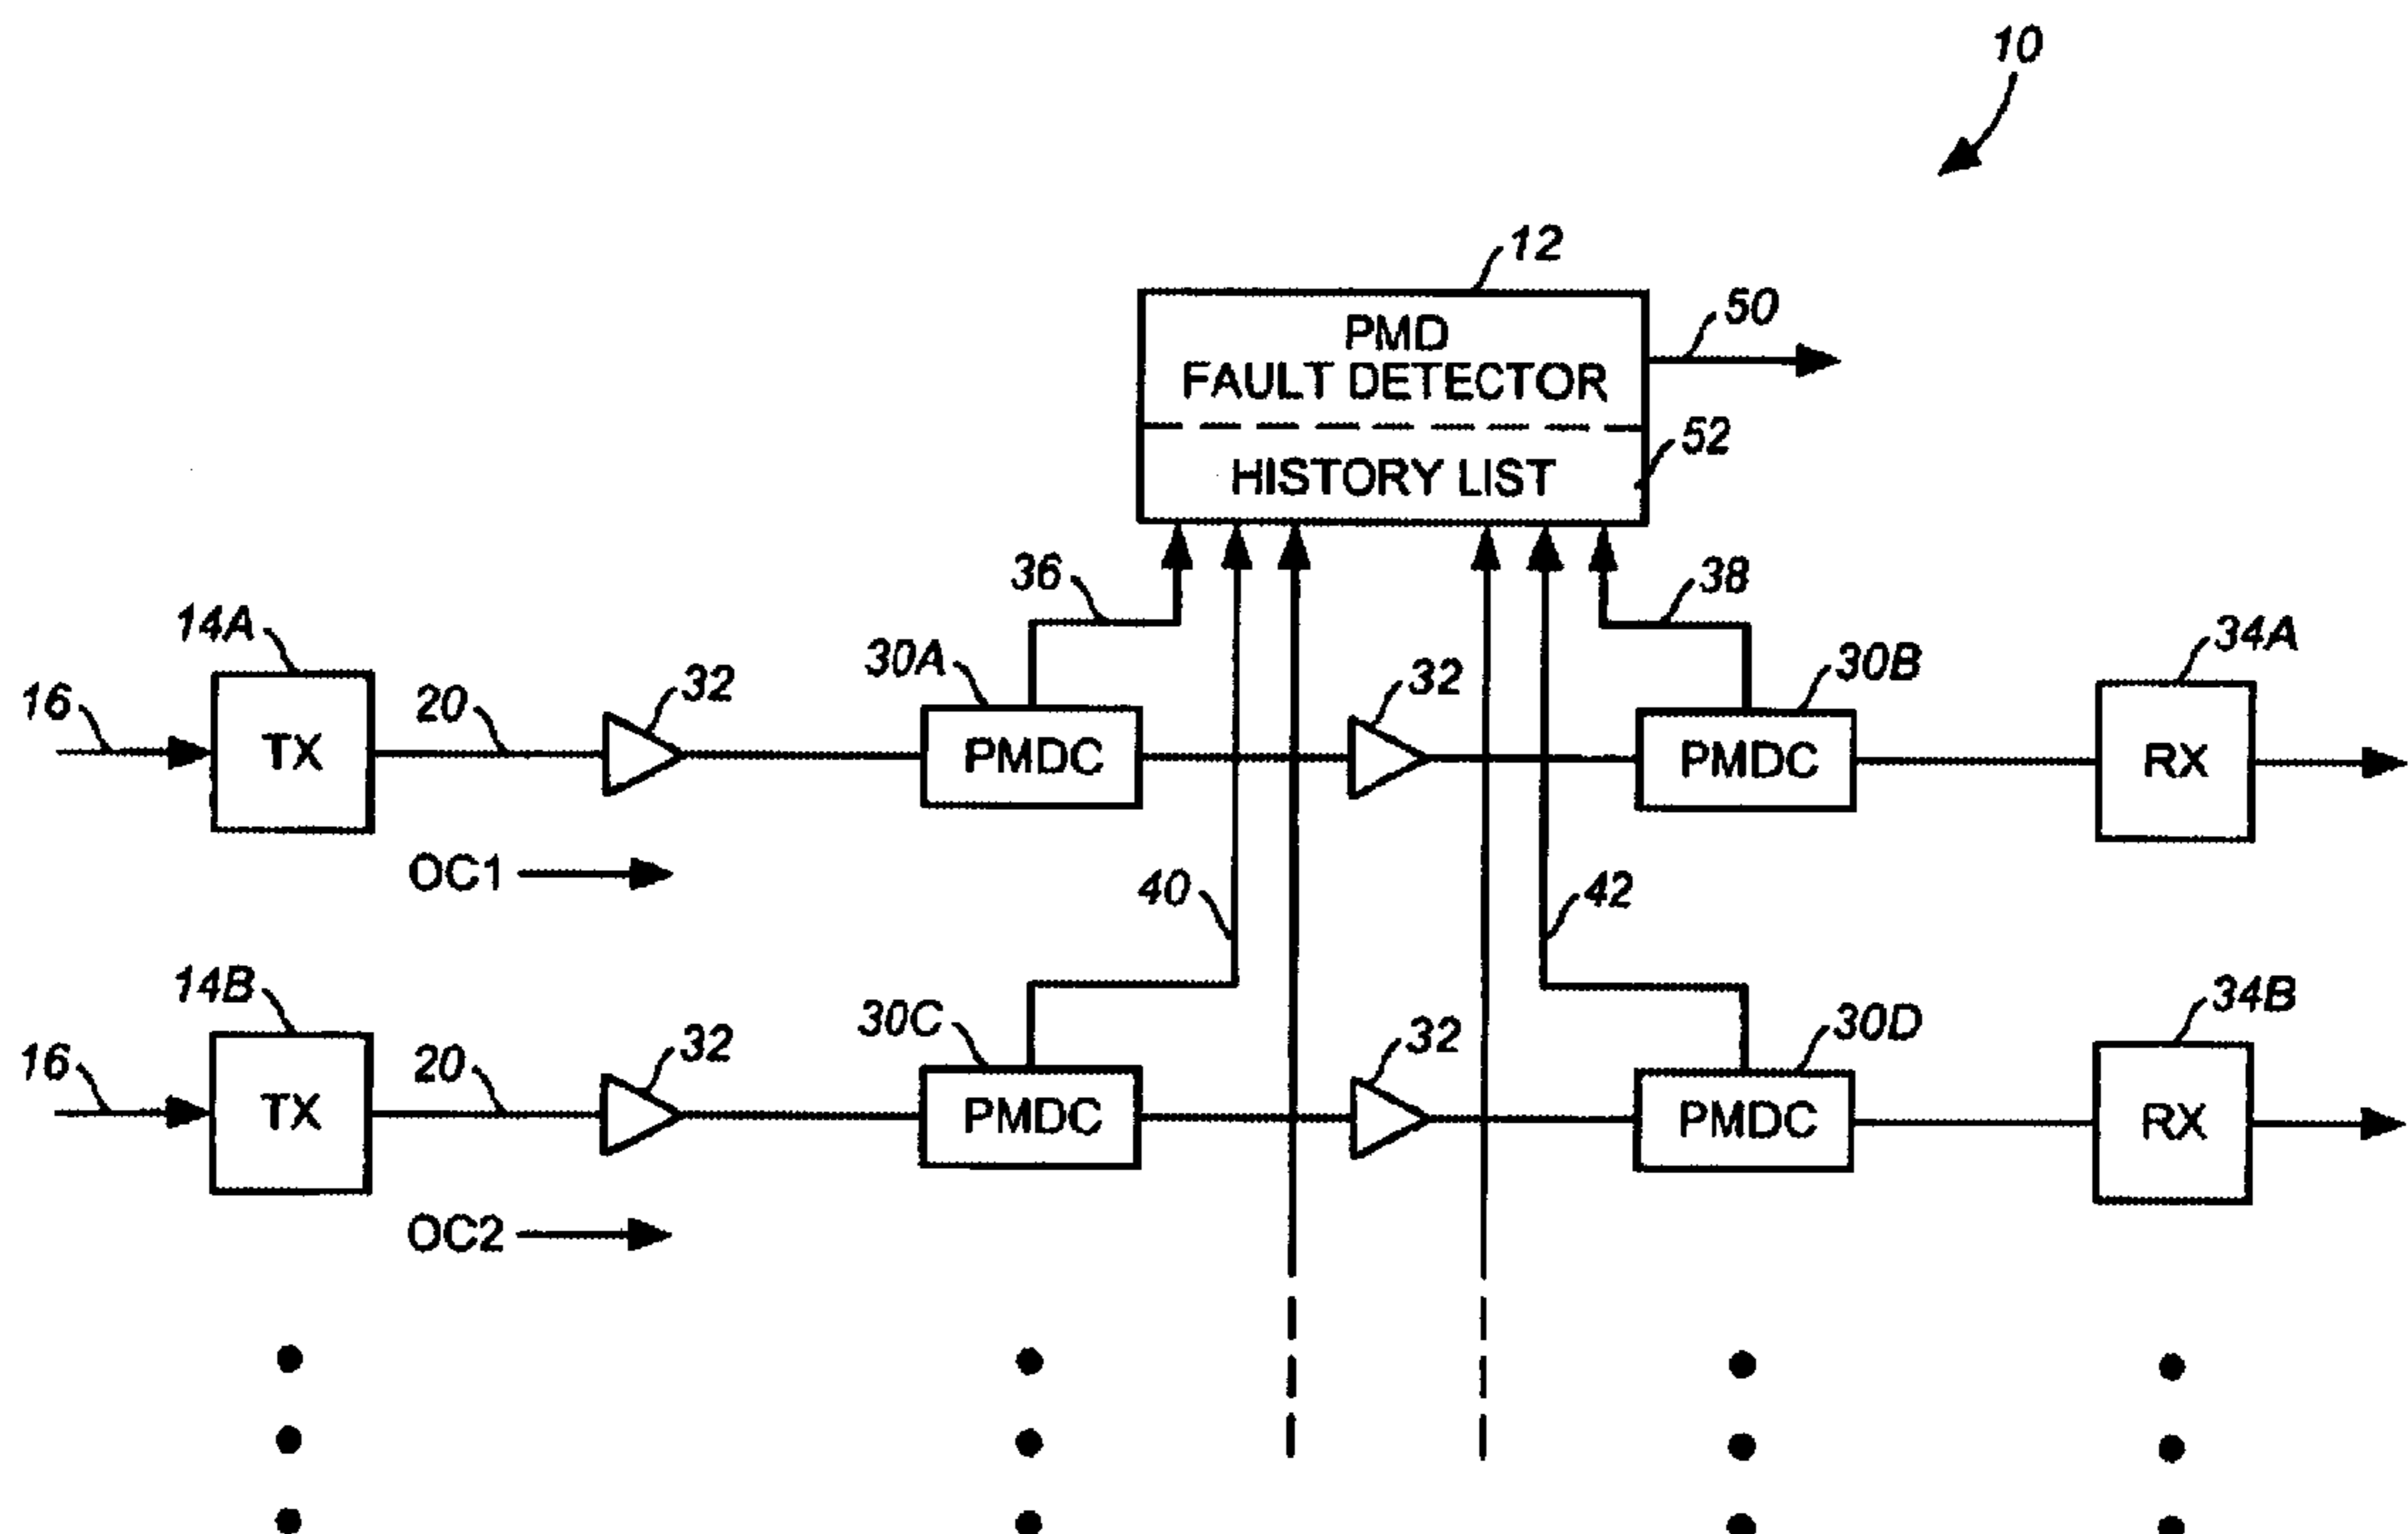 10
12
PMD
FAULT DETECTOR
50
HISTORY LIST
52
36
38
14A
30A
30B
34A
16
20
32
32
TX
PMDC
PMDC
RX
OC1
40
42
14B
30C
30D
34B
16
20
32
32
TX
PMDC
PMDC
RX
OC2